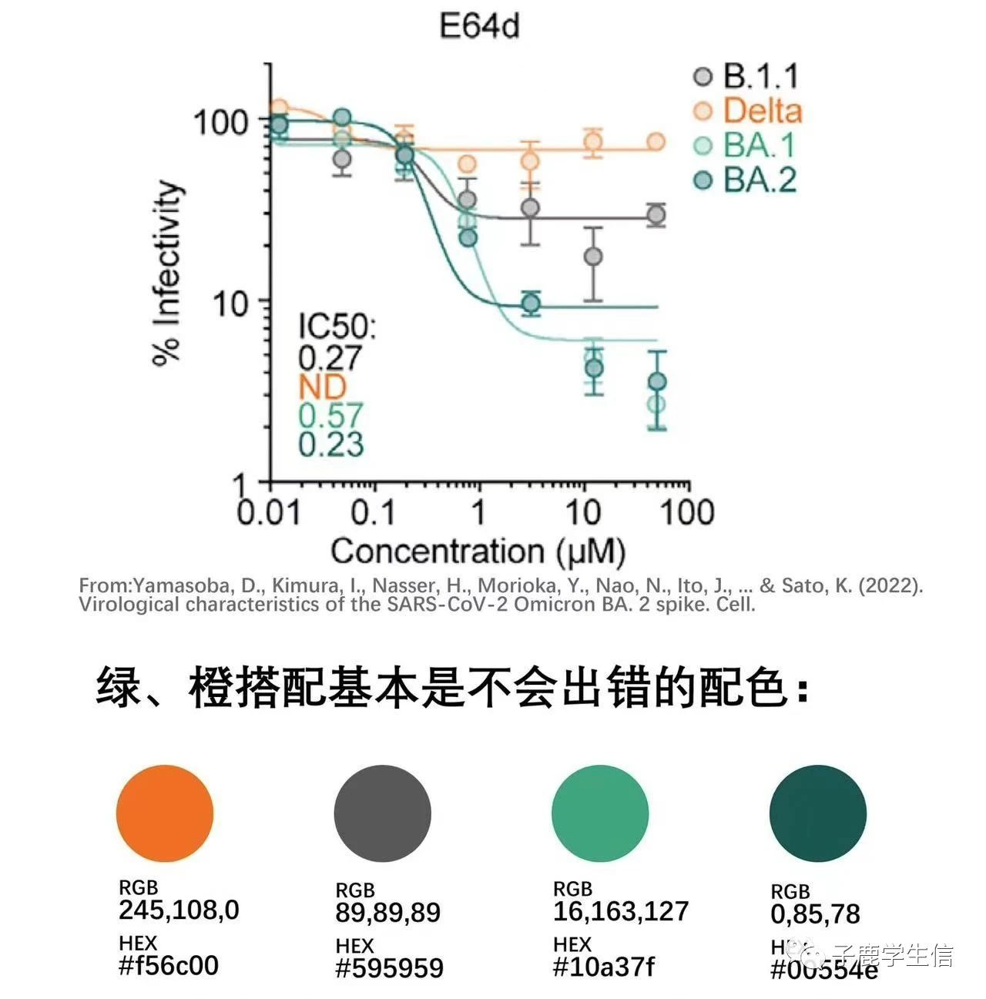 E64d
B.1.1
Delta
BA.1
BA.2
% Infectivity
100
10
1
IC50:
0.27
ND
0.57
0.23
0.01 0.1 1 10 100
Concentration (μM)
From:Yamasoba, D., Kimura, I., Nasser, H., Morioka, Y., Nao, N., Ito, J., ... & Sato, K. (2022).
Virological characteristics of the SARS-CoV-2 Omicron BA. 2 spike. Cell.
绿、橙搭配基本是不会出错的配色：
RGB RGB RGB RGB
245,108,0 89,89,89 16,163,127 0,85,78
HEX HEX HEX HEX
#f56c00 #595959 #10a37f #00554e
子鹿学生信